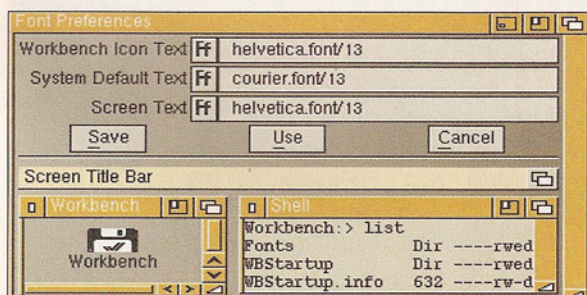 Font Preferences
Workbench Icon Text Ff helvetica.font/13
System Default Text Ff courier.font/13
Screen Text Ff helvetica.font/13
Save Use Cancel
Screen Title Bar
Workbench
Workbench
Shell
Workbench:> list
Fonts Dir ----rwed
WBStartup Dir ----rwed
WBStartup.info 632 ----rw-d